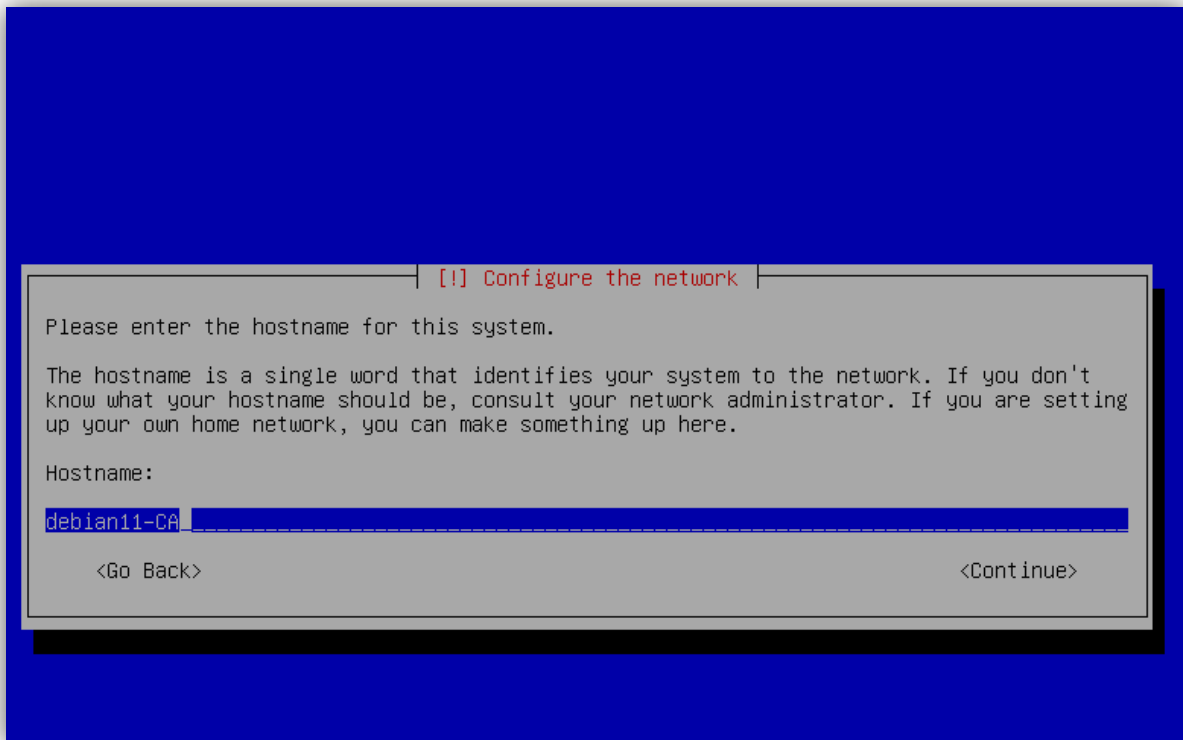 [!] Configure the network
Please enter the hostname for this system.
The hostname is a single word that identifies your system to the network. If you don't
know what your hostname should be, consult your network administrator. If you are setting
up your own home network, you can make something up here.
Hostname:
debian11-CA
<Go Back> <Continue>